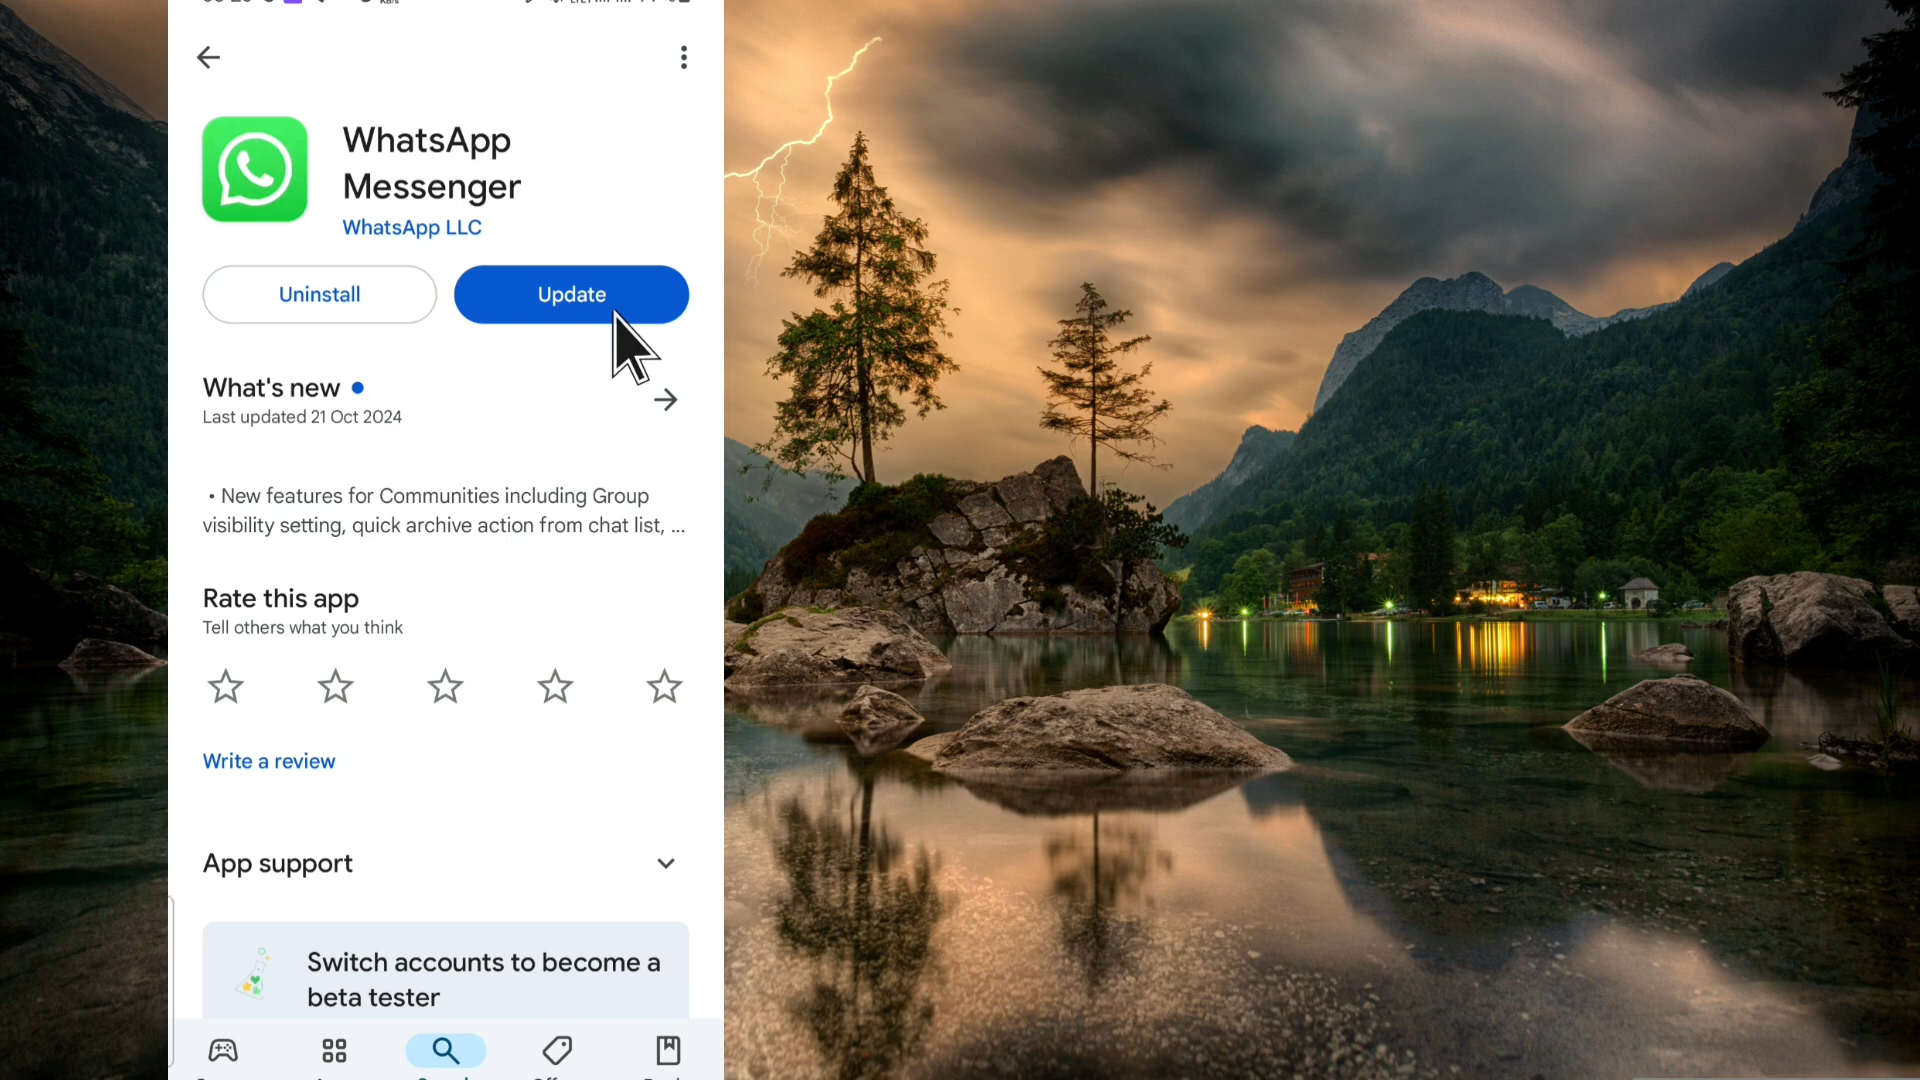 WhatsApp
Messenger
WhatsApp LLC
Uninstall
Update
What's new
Last updated 21 Oct 2024
• New features for Communities including Group
visibility setting, quick archive action from chat list, ...
Rate this app
Tell others what you think
Write a review
App support
Switch accounts to become a
beta tester